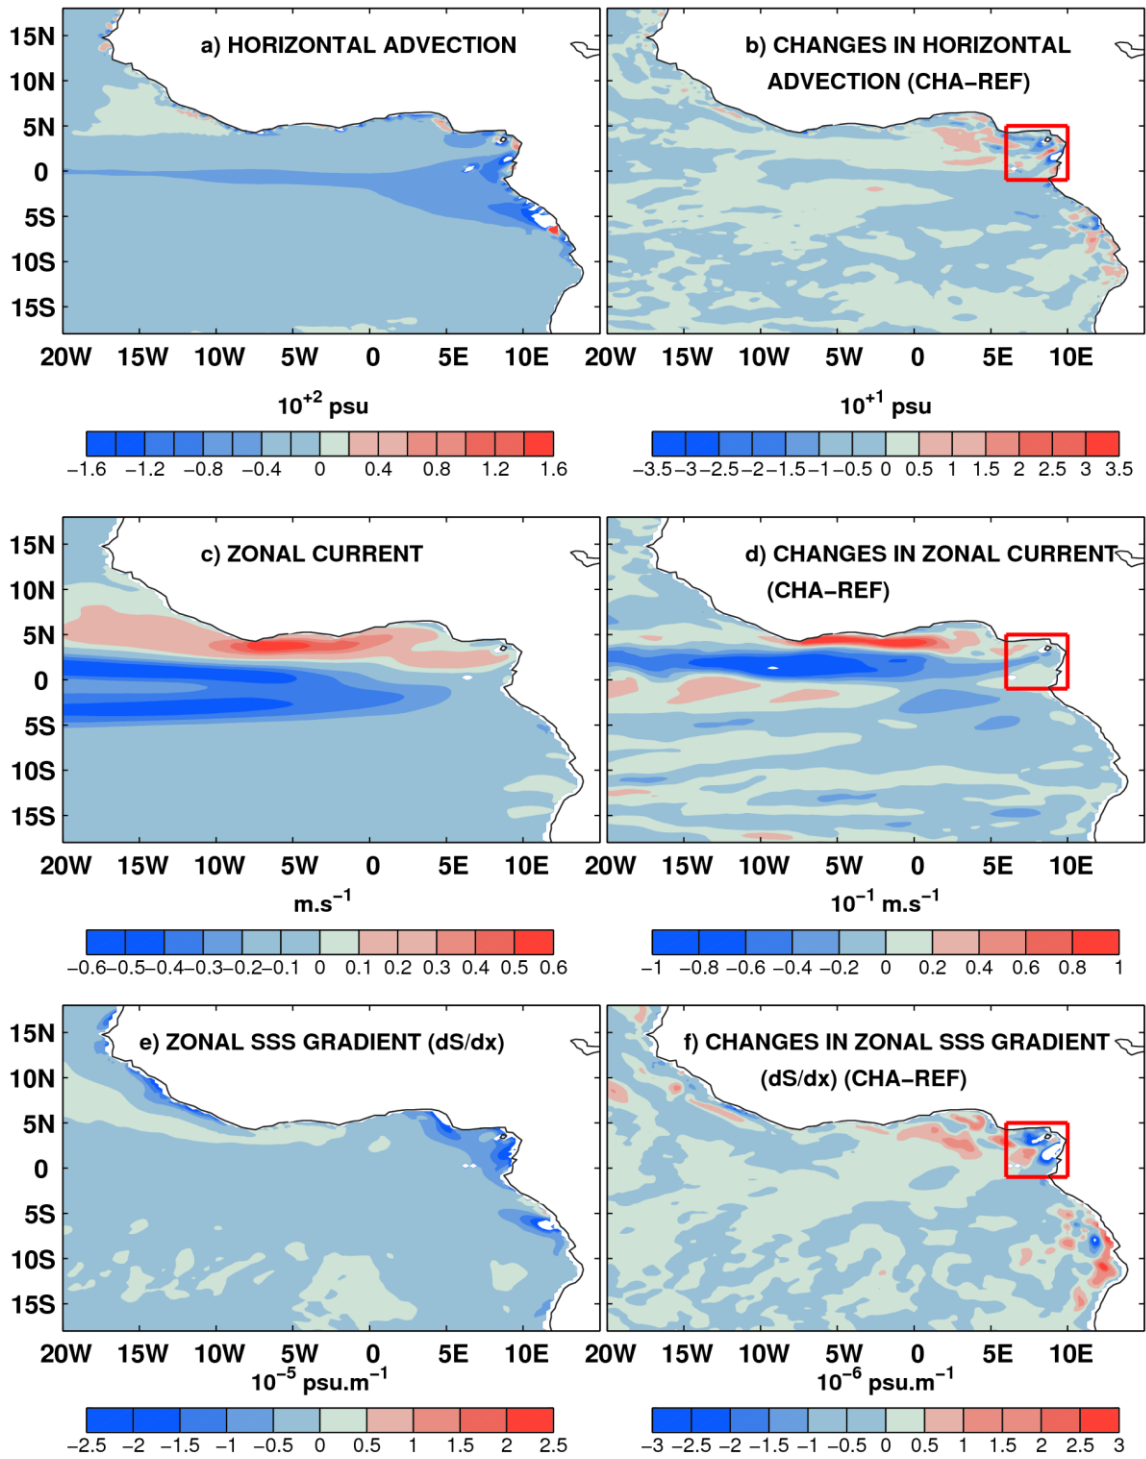 a) HORIZONTAL ADVECTION
15N
10N
5N
0
5S
10S
15S
20W 15W 10W 5W 0 5E 10E
10+2 psu
−1.6 −1.2 −0.8 −0.4 0 0.4 0.8 1.2 1.6
b) CHANGES IN HORIZONTAL
ADVECTION (CHA−REF)
20W 15W 10W 5W 0 5E 10E
10+1 psu
−3.5 −3 −2.5 −2 −1.5 −1 −0.5 0 0.5 1 1.5 2 2.5 3 3.5
c) ZONAL CURRENT
15N
10N
5N
0
5S
10S
15S
20W 15W 10W 5W 0 5E 10E
m.s−1
−0.6 −0.5 −0.4 −0.3 −0.2 −0.1 0 0.1 0.2 0.3 0.4 0.5 0.6
d) CHANGES IN ZONAL CURRENT
(CHA−REF)
20W 15W 10W 5W 0 5E 10E
10−1 m.s−1
−1 −0.8 −0.6 −0.4 −0.2 0 0.2 0.4 0.6 0.8 1
e) ZONAL SSS GRADIENT (dS/dx)
15N
10N
5N
0
5S
10S
15S
20W 15W 10W 5W 0 5E 10E
10−5 psu.m−1
−2.5 −2 −1.5 −1 −0.5 0 0.5 1 1.5 2 2.5
f) CHANGES IN ZONAL SSS GRADIENT
(dS/dx) (CHA−REF)
20W 15W 10W 5W 0 5E 10E
10−6 psu.m−1
−3 −2.5 −2 −1.5 −1 −0.5 0 0.5 1 1.5 2 2.5 3